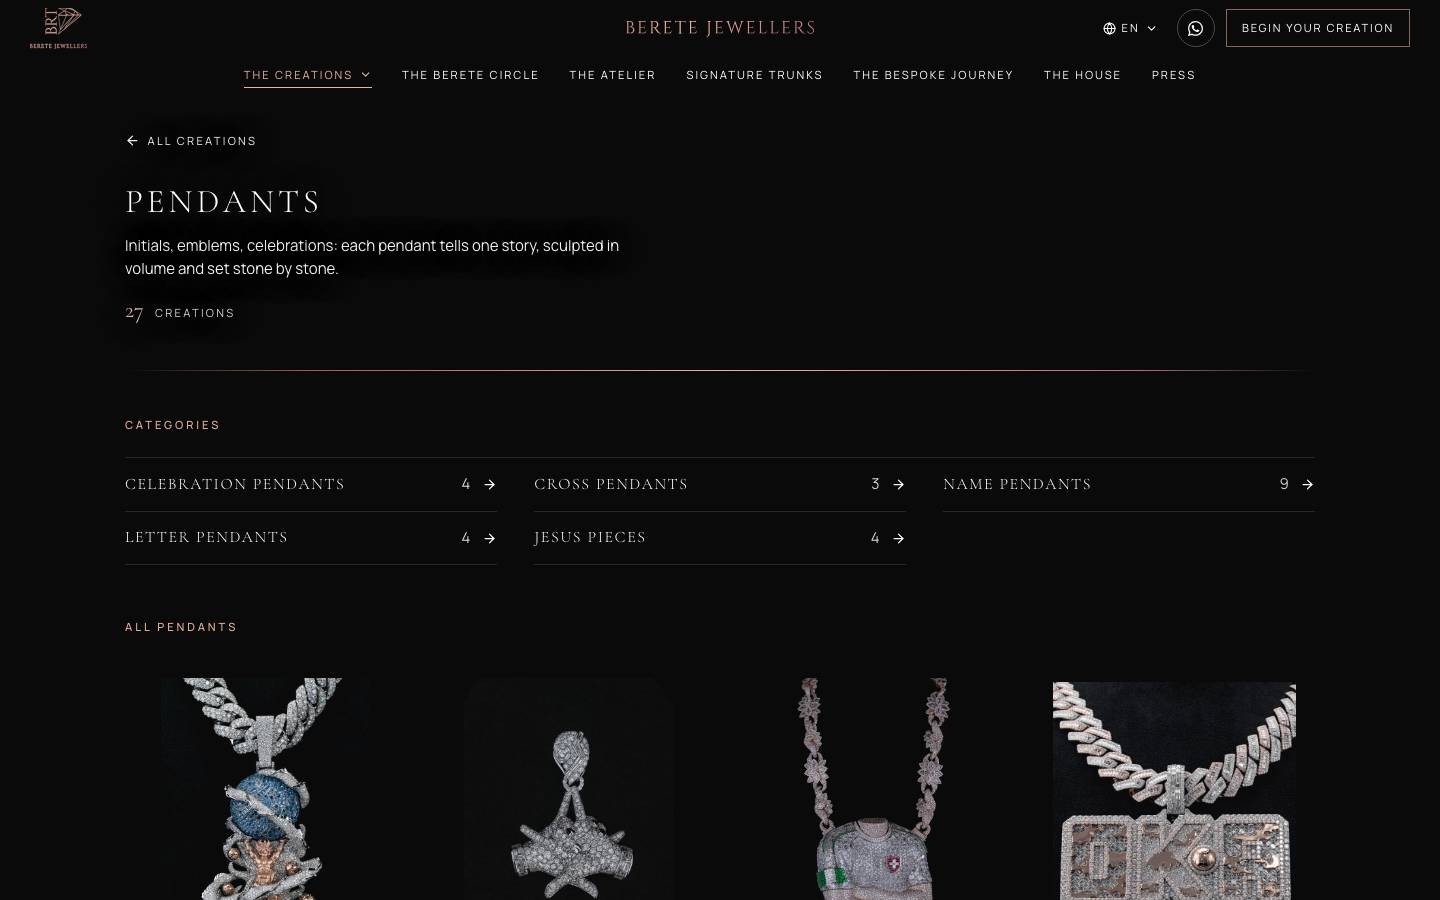 BRT
BERETE JEWELLERS
BERETE JEWELLERS
EN
BEGIN YOUR CREATION
THE CREATIONS
THE BERETE CIRCLE
THE ATELIER
SIGNATURE TRUNKS
THE BESPOKE JOURNEY
THE HOUSE
PRESS
ALL CREATIONS
PENDANTS
Initials, emblems, celebrations: each pendant tells one story, sculpted in
volume and set stone by stone.
27 CREATIONS
CATEGORIES
CELEBRATION PENDANTS 4
CROSS PENDANTS 3
NAME PENDANTS 9
LETTER PENDANTS 4
JESUS PIECES 4
ALL PENDANTS